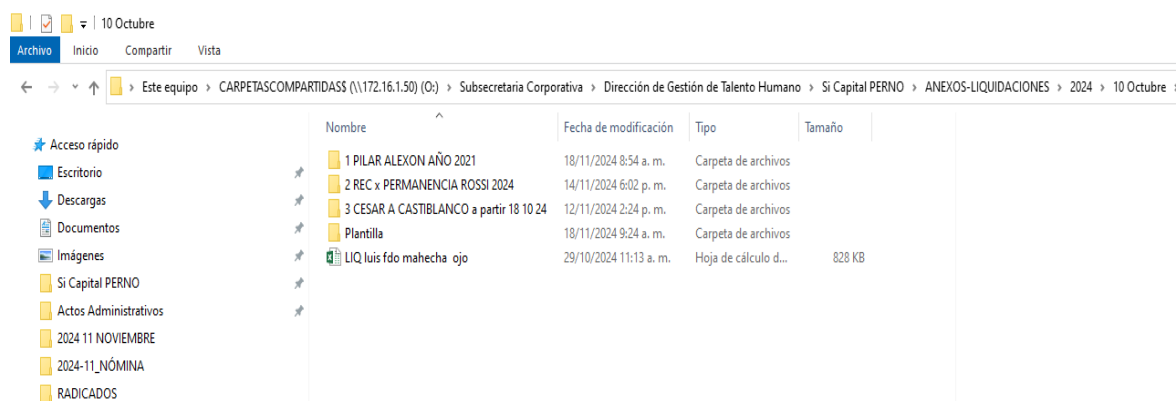 10 Octubre
Archivo Inicio Compartir Vista
Este equipo > CARPETASCOMPARTIDAS$ (\\172.16.1.50) (O:) > Subsecretaria Corporativa > Dirección de Gestión de Talento Humano > Si Capital PERNO > ANEXOS-LIQUIDACIONES > 2024 > 10 Octubre >
Nombre Fecha de modificación Tipo Tamaño
Acceso rápido
Escritorio
Descargas
Documentos
Imágenes
Si Capital PERNO
Actos Administrativos
2024 11 NOVIEMBRE
2024-11_NÓMINA
RADICADOS
1 PILAR ALEXON AÑO 2021 18/11/2024 8:54 a. m. Carpeta de archivos
2 REC x PERMANENCIA ROSSI 2024 14/11/2024 6:02 p. m. Carpeta de archivos
3 CESAR A CASTIBLANCO a partir 18 10 24 12/11/2024 2:24 p. m. Carpeta de archivos
Plantilla 18/11/2024 9:24 a. m. Carpeta de archivos
LIQ luis fdo mahecha ojo 29/10/2024 11:13 a. m. Hoja de cálculo d... 828 KB